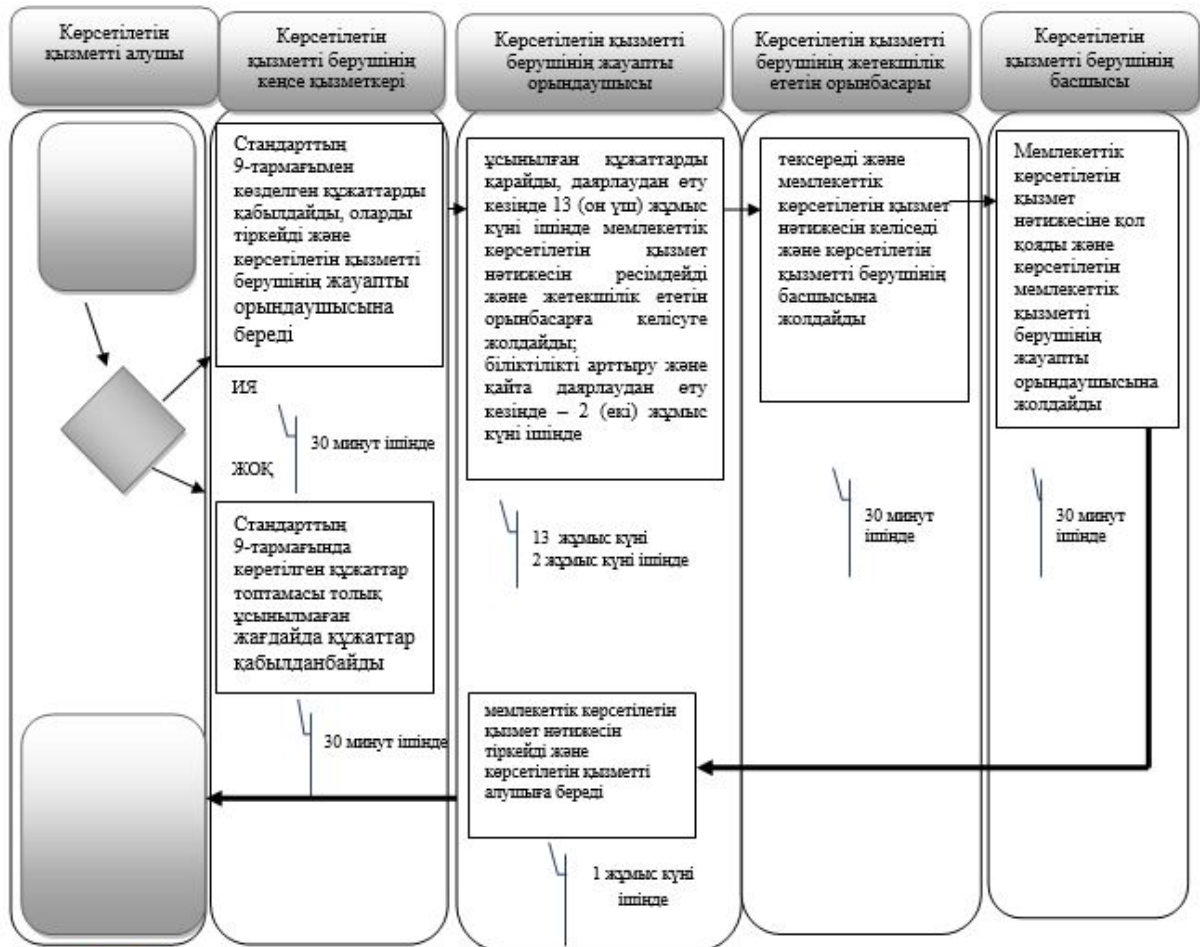 Көрсетілетін
қызметті алушы
Көрсетілетін
қызметті берушінің
кеңсе қызметкері
Көрсетілетін қызметті
берушінің жауапты
орындаушысы
Көрсетілетін қызметті
берушінің жетекшілік
ететін орынбасары
Көрсетілетін
қызметті берушінің
басшысы
Стандарттың
9-тармағымен
көзделген құжаттарды
қабылдайды, оларды
тіркейді және
көрсетілетін қызметті
берушінің жауапты
орындаушысына
береді
ИЯ
30 минут ішінде
ЖОҚ
Стандарттың
9-тармағында
көретілген құжаттар
топтамасы толық
ұсынылмаған
жағдайда құжаттар
қабылданбайды
30 минут ішінде
ұсынылған құжаттарды
қарайды, даярлаудан өту
кезінде 13 (он үш) жұмыс
күні ішінде мемлекеттік
көрсетілетін қызмет
нәтижесін ресімдейді
және жетекшілік ететін
орынбасарға келісуге
жолдайды;
біліктілікті арттыру және
қайта даярлаудан өту
кезінде – 2 (екі) жұмыс
күні ішінде
13 жұмыс күні
2 жұмыс күні ішінде
мемлекеттік көрсетілетін
қызмет нәтижесін
тіркейді және
көрсетілетін қызметті
алушыға береді
1 жұмыс күні
ішінде
тексереді және
мемлекеттік
көрсетілетін қызмет
нәтижесін келіседі
және көрсетілетін
қызметті берушінің
басшысына
жолдайды
30 минут
ішінде
Мемлекеттік
көрсетілетін
қызмет
нәтижесіне қол
қояды және
көрсетілетін
мемлекеттік
қызметті
берушінің
жауапты
орындаушысына
жолдайды
30 минут
ішінде